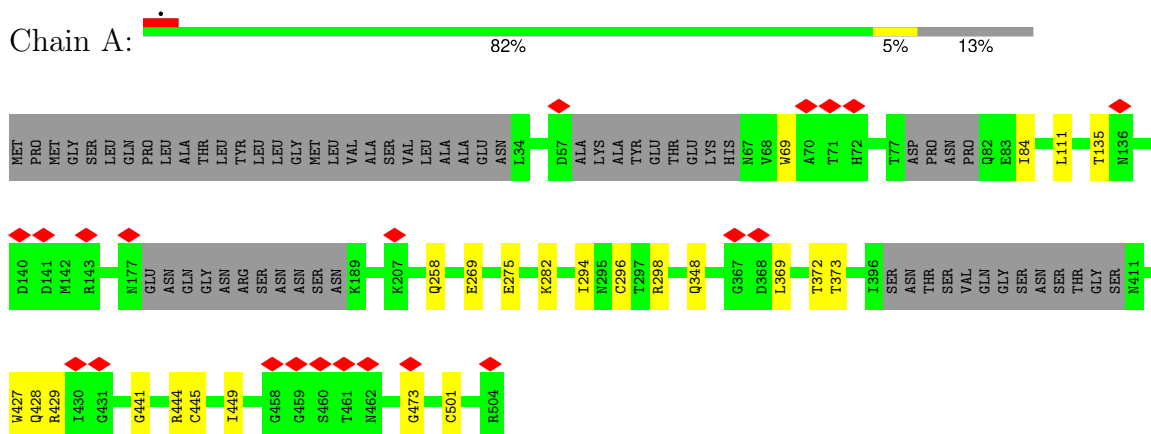 Chain A:
82% 5% 13%
MET PRO MET GLY SER LEU GLN PRO LEU ALA THR LEU TYR LEU LEU GLY MET LEU VAL ALA SER VAL LEU ALA ALA GLU ASN L34 D57 ALA LYS ALA TYR GLU THR GLU LYS HIS N67 V68 W69 A70 T71 H72 T77 ASP PRO ASN PRO Q82 E83 I84 L111 T135 N136
D140 D141 M142 R143 N177 GLU ASN GLN GLY ASN ARG SER ASN ASN SER ASN K189 K207 Q258 E269 E275 K282 I294 N295 C296 T297 R298 Q348 G367 D368 L369 T372 T373 I396 SER ASN THR SER VAL GLN GLY SER ASN SER THR GLY SER N411
W427 Q428 R429 I430 G431 G441 R444 C445 I449 G458 G459 S460 T461 N462 G473 C501 R504